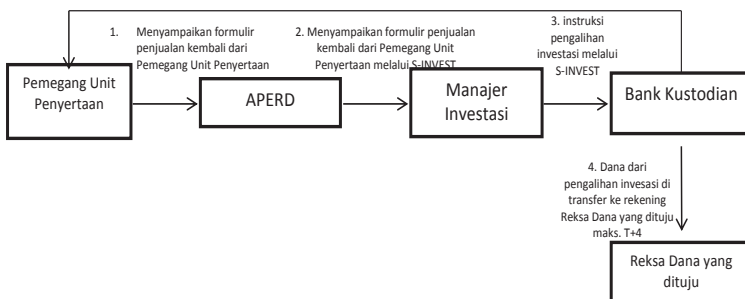 1. Menyampaikan formulir
penjualan kembali dari
Pemegang Unit Penyertaan
2. Menyampaikan formulir penjualan
kembali dari Pemegang Unit
Penyertaan melalui S-INVEST
3. instruksi
pengalihan
investasi melalui
S-INVEST
Pemegang Unit
Penyertaan
APERD
Manajer
Investasi
Bank Kustodian
4. Dana dari
pengalihan invesasi di
transfer ke rekening
Reksa Dana yang dituju
maks. T+4
Reksa Dana yang
dituju